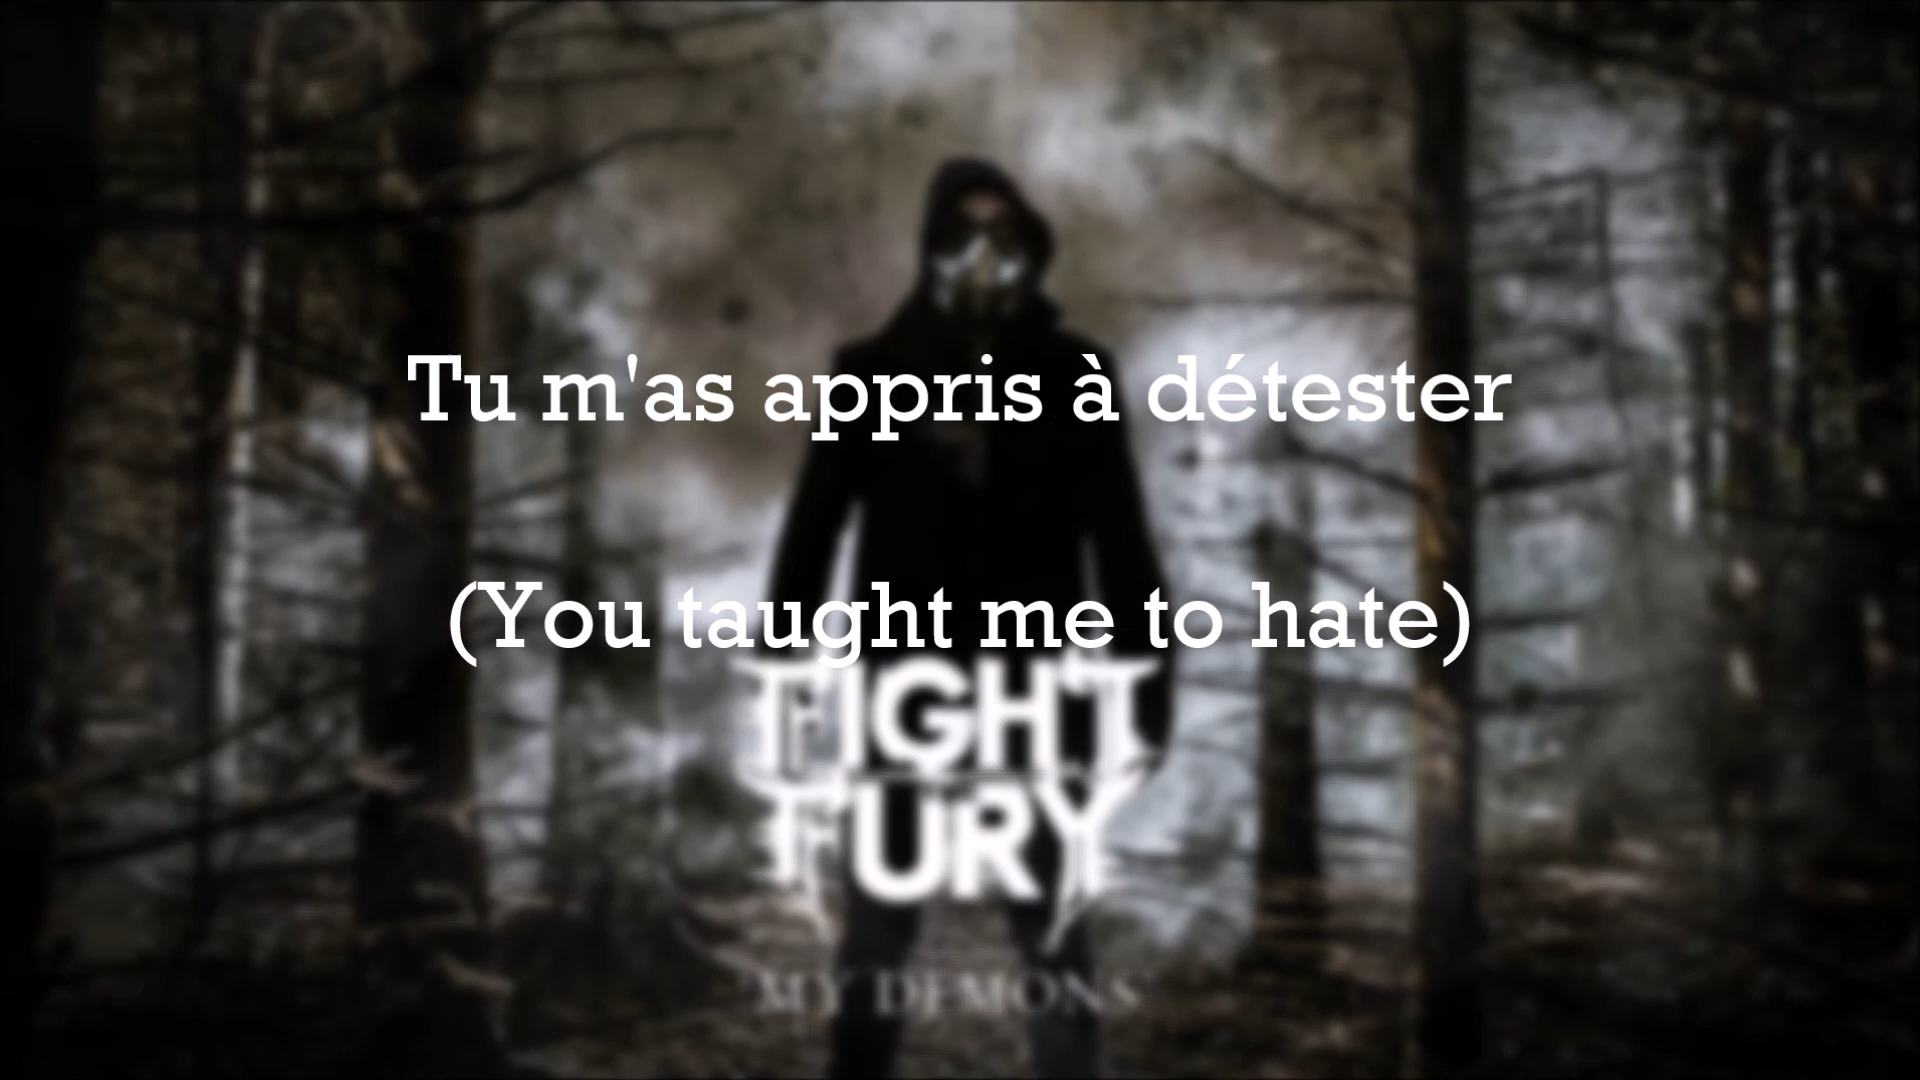 Tu m'as appris à détester
(You taught me to hate)
FIGHT
FURY
MY DEMONS